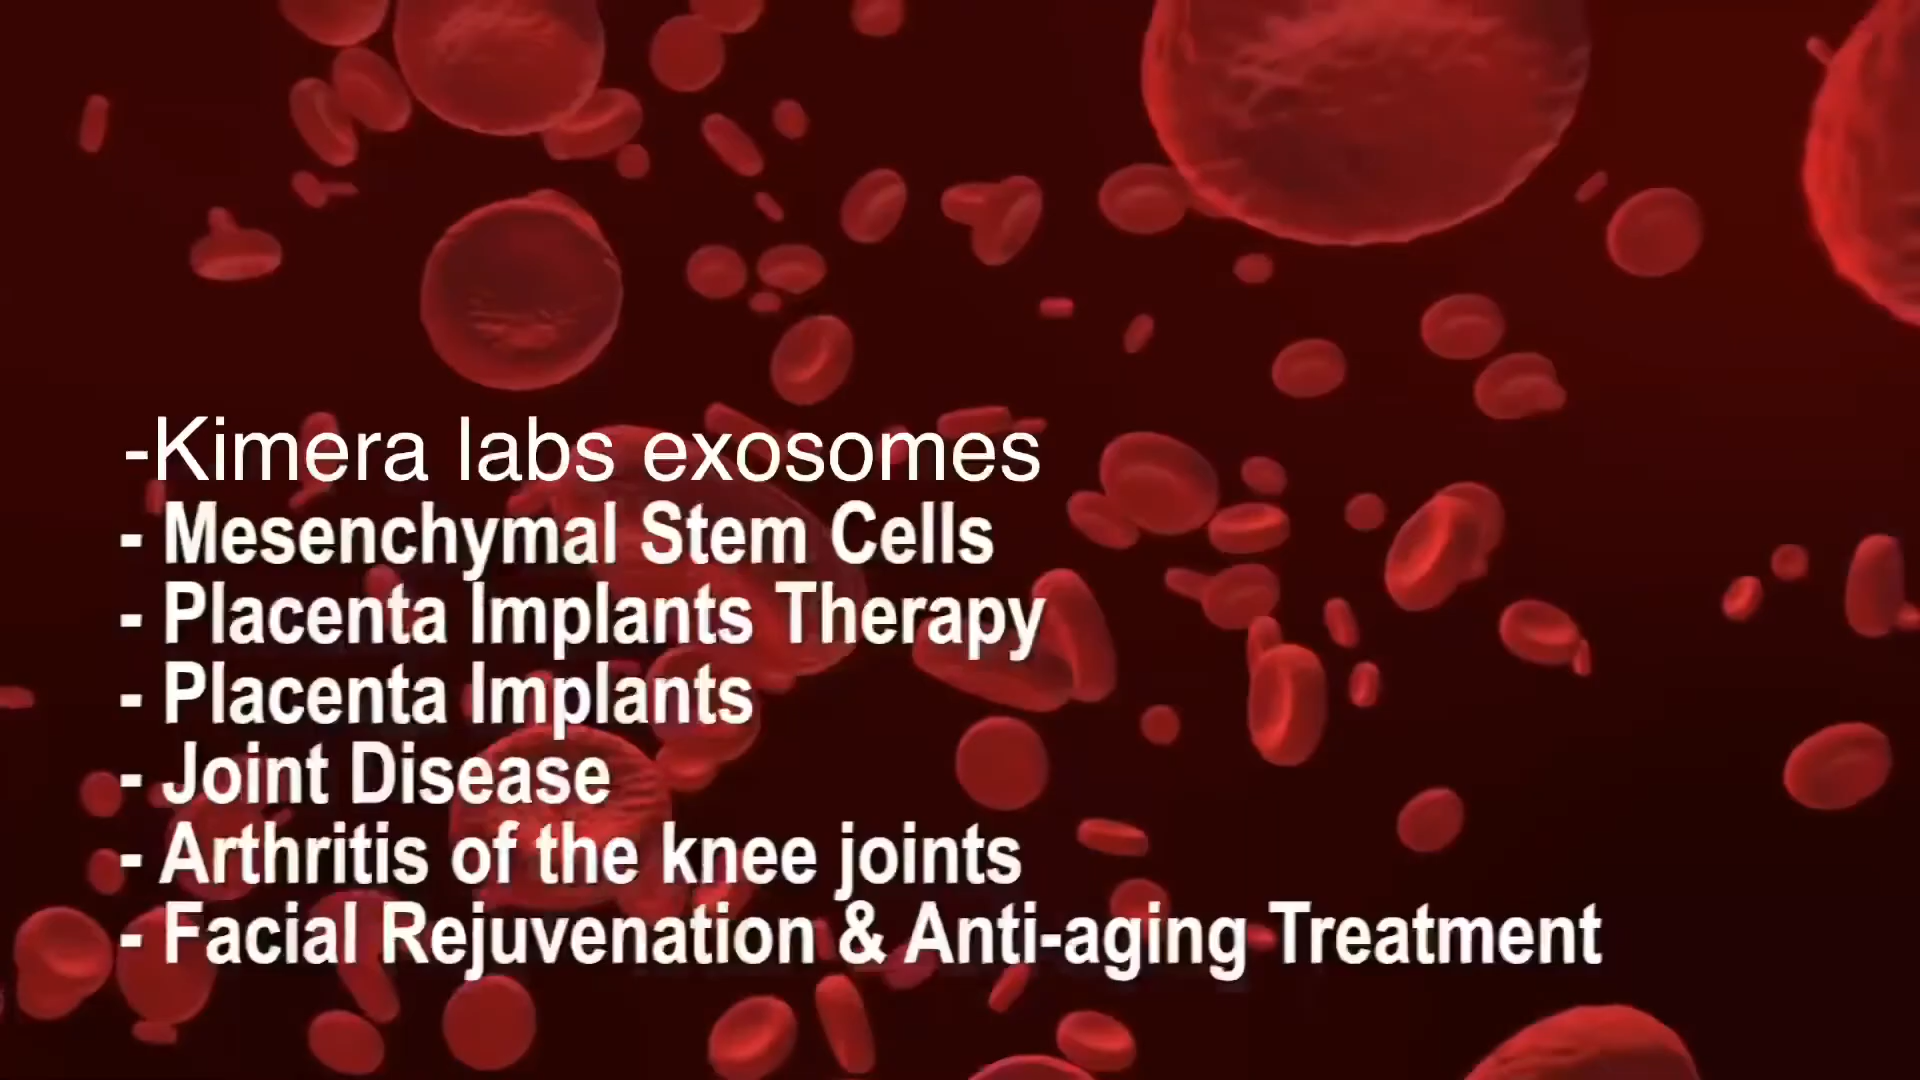 -Kimera labs exosomes
- Mesenchymal Stem Cells
- Placenta Implants Therapy
- Placenta Implants
- Joint Disease
- Arthritis of the knee joints
- Facial Rejuvenation & Anti-aging Treatment